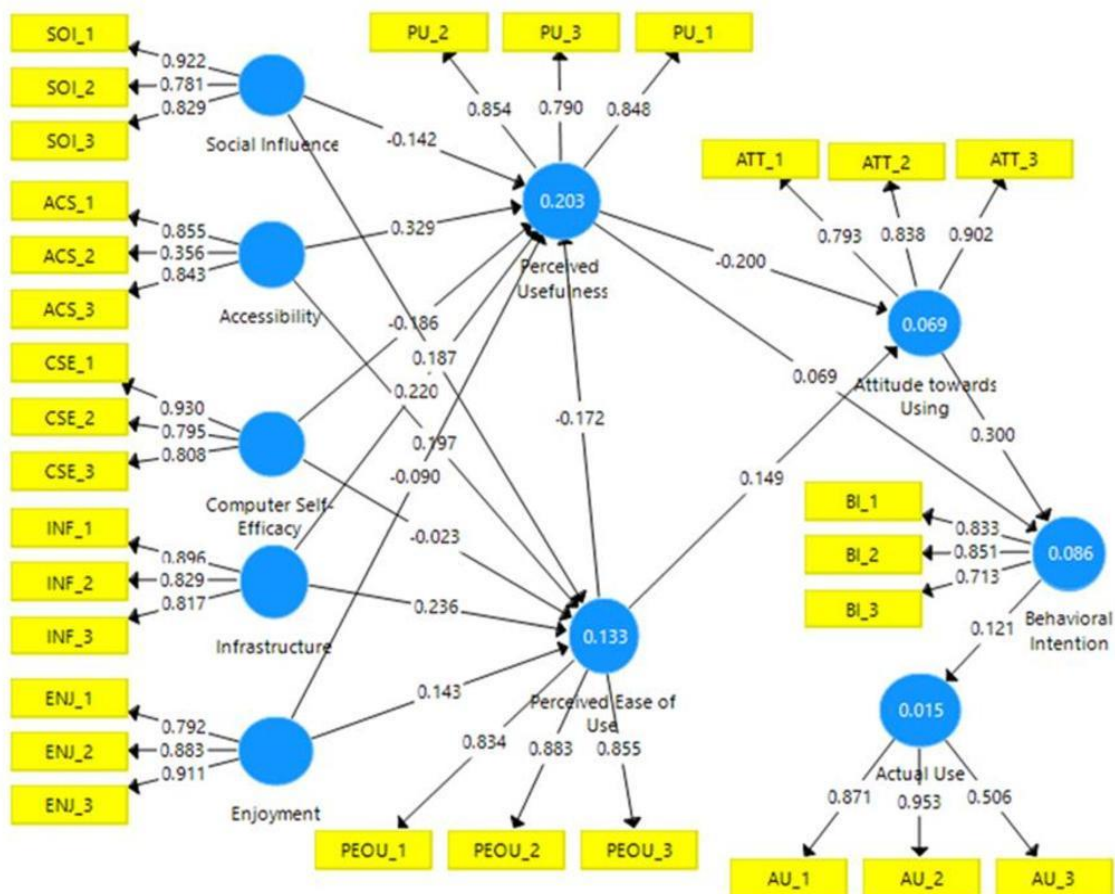 SOI_1
SOI_2
SOI_3
0.922
0.781
0.829
Social Influence
ACS_1
ACS_2
ACS_3
0.855
0.356
0.843
Accessibility
CSE_1
CSE_2
CSE_3
0.930
0.795
0.808
Computer Self-
Efficacy
INF_1
INF_2
INF_3
0.896
0.829
0.817
Infrastructure
ENJ_1
ENJ_2
ENJ_3
0.792
0.883
0.911
Enjoyment
PU_2
PU_3
PU_1
0.854
0.790
0.848
-0.142
0.329
-0.186
0.187
0.220
0.197
-0.090
-0.023
0.236
0.143
-0.172
0.203
Perceived
Usefulness
0.133
Perceived Ease of
Use
0.834
0.883
0.855
PEOU_1
PEOU_2
PEOU_3
ATT_1
ATT_2
ATT_3
0.793
0.838
0.902
-0.200
0.069
Attitude towards
Using
0.069
0.149
0.300
BI_1
BI_2
BI_3
0.833
0.851
0.713
0.086
Behavioral
Intention
0.121
0.015
Actual Use
0.871
0.953
0.506
AU_1
AU_2
AU_3